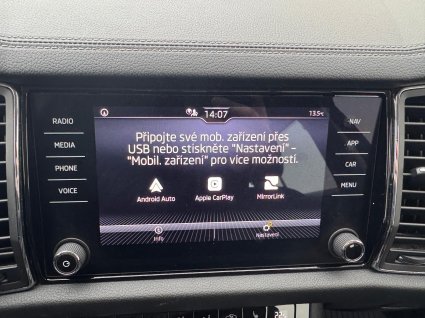 14:07
13.5°C
RADIO
MEDIA
PHONE
VOICE
Připojte své mob. zařízení přes
USB nebo stiskněte "Nastavení" –
"Mobil. zařízení" pro více možností.
Android Auto
Apple CarPlay
MirrorLink
Info
Nastavení
NAV
APP
CAR
MENU